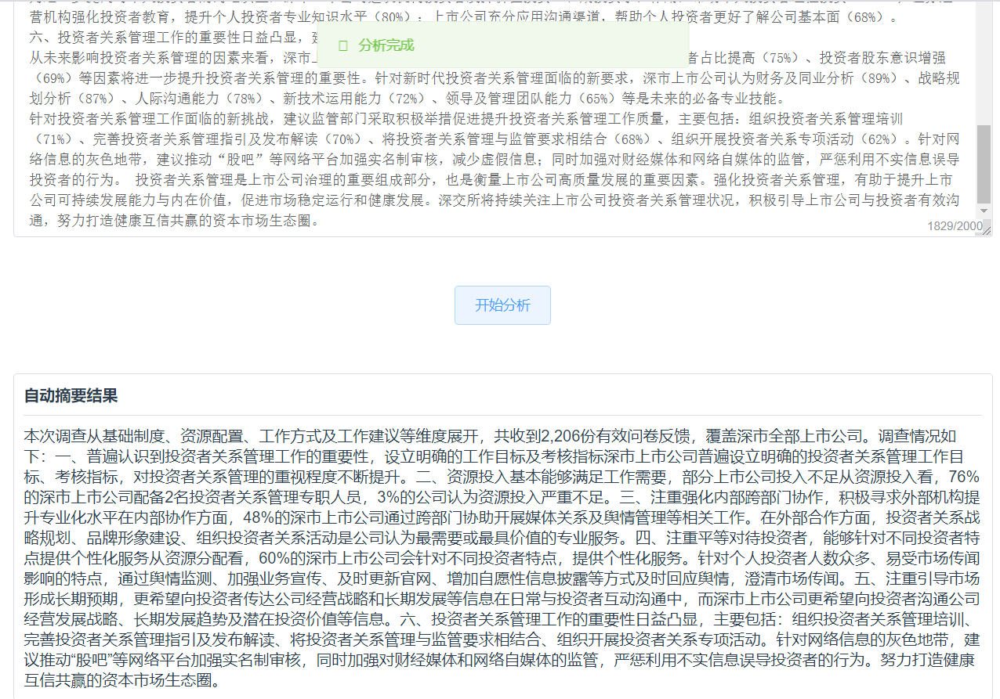 营机构强化投资者教育，提升个人投资者专业知识水平（80%）；上市公司充分应用沟通渠道，帮助个人投资者更好了解公司基本面（68%）。
六、投资者关系管理工作的重要性日益凸显，
分析完成
从未来影响投资者关系管理的因素来看，深市上
者占比提高（75%）、投资者股东意识增强
（69%）等因素将进一步提升投资者关系管理的重要性。针对新时代投资者关系管理面临的新要求，深市上市公司认为财务及同业分析（89%）、战略规
划分析（87%）、人际沟通能力（78%）、新技术运用能力（72%）、领导及管理团队能力（65%）等是未来的必备专业技能。
针对投资者关系管理工作面临的新挑战，建议监管部门采取积极举措促进提升投资者关系管理工作质量，主要包括：组织投资者关系管理培训
（71%）、完善投资者关系管理指引及发布解读（70%）、将投资者关系管理与监管要求相结合（68%）、组织开展投资者关系专项活动（62%）。针对网
络信息的灰色地带，建议推动“股吧”等网络平台加强实名制审核，减少虚假信息；同时加强对财经媒体和网络自媒体的监管，严惩利用不实信息误导
投资者的行为。 投资者关系管理是上市公司治理的重要组成部分，也是衡量上市公司高质量发展的重要因素。强化投资者关系管理，有助于提升上市
公司可持续发展能力与内在价值，促进市场稳定运行和健康发展。深交所将持续关注上市公司投资者关系管理状况，积极引导上市公司与投资者有效沟
通，努力打造健康互信共赢的资本市场生态圈。
1829/2000
开始分析
自动摘要结果
本次调查从基础制度、资源配置、工作方式及工作建议等维度展开，共收到2,206份有效问卷反馈，覆盖深市全部上市公司。调查情况如
下：一、普遍认识到投资者关系管理工作的重要性，设立明确的工作目标及考核指标深市上市公司普遍设立明确的投资者关系管理工作目
标、考核指标，对投资者关系管理的重视程度不断提升。二、资源投入基本能够满足工作需要，部分上市公司投入不足从资源投入看，76%
的深市上市公司配备2名投资者关系管理专职人员，3%的公司认为资源投入严重不足。三、注重强化内部跨部门协作，积极寻求外部机构提
升专业化水平在内部协作方面，48%的深市上市公司通过跨部门协助开展媒体关系及舆情管理等相关工作。在外部合作方面，投资者关系战
略规划、品牌形象建设、组织投资者关系活动是公司认为最需要或最具价值的专业服务。四、注重平等对待投资者，能够针对不同投资者特
点提供个性化服务从资源分配看，60%的深市上市公司会针对不同投资者特点，提供个性化服务。针对个人投资者人数众多、易受市场传闻
影响的特点，通过舆情监测、加强业务宣传、及时更新官网、增加自愿性信息披露等方式及时回应舆情，澄清市场传闻。五、注重引导市场
形成长期预期，更希望向投资者传达公司经营战略和长期发展等信息在日常与投资者互动沟通中，而深市上市公司更希望向投资者沟通公司
经营发展战略、长期发展趋势及潜在投资价值等信息。六、投资者关系管理工作的重要性日益凸显，主要包括：组织投资者关系管理培训、
完善投资者关系管理指引及发布解读、将投资者关系管理与监管要求相结合、组织开展投资者关系专项活动。针对网络信息的灰色地带，建
议推动“股吧”等网络平台加强实名制审核，同时加强对财经媒体和网络自媒体的监管，严惩利用不实信息误导投资者的行为。努力打造健康
互信共赢的资本市场生态圈。